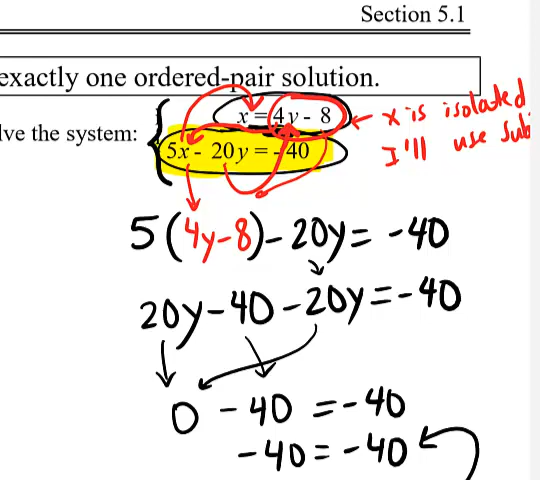 Section 5.1
exactly one ordered-pair solution.
x = 4y - 8
x is isolated
lve the system:
5x - 20y = -40
I'll use sub
5(4y-8)-20y= -40
20y-40-20y=-40
0 -40 =-40
-40=-40